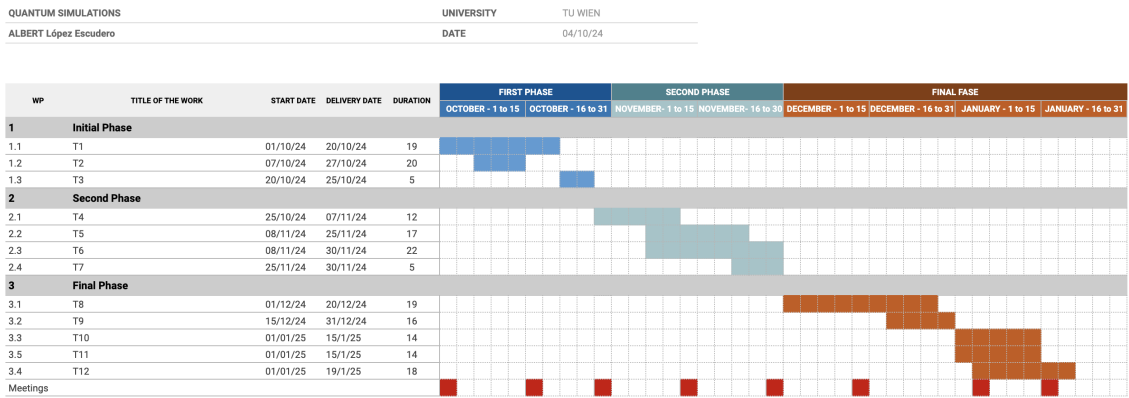 QUANTUM SIMULATIONS UNIVERSITY TU WIEN
ALBERT López Escudero DATE 04/10/24
FIRST PHASE SECOND PHASE FINAL FASE
WP TITLE OF THE WORK START DATE DELIVERY DATE DURATION
OCTOBER - 1 to 15 OCTOBER - 16 to 31 NOVEMBER- 1 to 15 NOVEMBER- 16 to 30 DECEMBER - 1 to 15 DECEMBER - 16 to 31 JANUARY - 1 to 15 JANUARY - 16 to 31
1 Initial Phase
1.1 T1 01/10/24 20/10/24 19
1.2 T2 07/10/24 27/10/24 20
1.3 T3 20/10/24 25/10/24 5
2 Second Phase
2.1 T4 25/10/24 07/11/24 12
2.2 T5 08/11/24 25/11/24 17
2.3 T6 08/11/24 30/11/24 22
2.4 T7 25/11/24 30/11/24 5
3 Final Phase
3.1 T8 01/12/24 20/12/24 19
3.2 T9 15/12/24 31/12/24 16
3.3 T10 01/01/25 15/1/25 14
3.5 T11 01/01/25 15/1/25 14
3.4 T12 01/01/25 19/1/25 18
Meetings